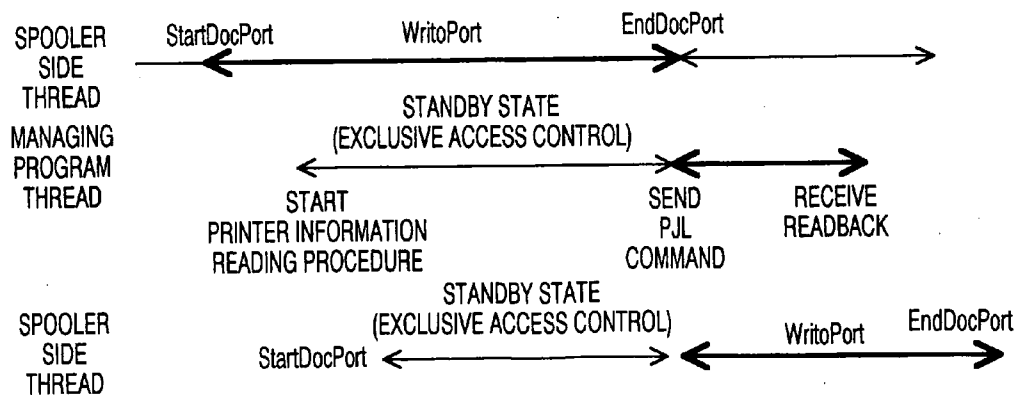 SPOOLER
SIDE
THREAD
StartDocPort
WritoPort
EndDocPort
MANAGING
PROGRAM
THREAD
STANDBY STATE
(EXCLUSIVE ACCESS CONTROL)
START
PRINTER INFORMATION
READING PROCEDURE
SEND
PJL
COMMAND
RECEIVE
READBACK
SPOOLER
SIDE
THREAD
StartDocPort
STANDBY STATE
(EXCLUSIVE ACCESS CONTROL)
WritoPort
EndDocPort